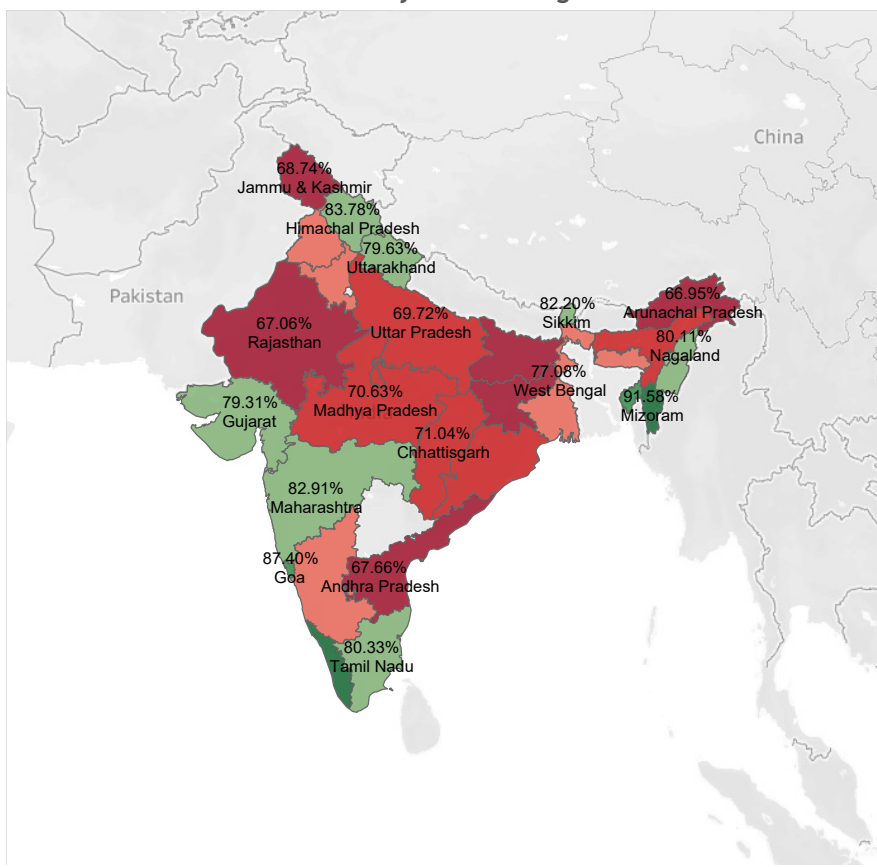 China
68.74%
Jammu & Kashmir
83.78%
Himachal Pradesh
79.63%
Uttarakhand
Pakistan
66.95%
Arunachal Pradesh
82.20%
Sikkim
67.06%
Rajasthan
69.72%
Uttar Pradesh
80.11%
Nagaland
77.08%
West Bengal
70.63%
Madhya Pradesh
79.31%
Gujarat
91.58%
Mizoram
71.04%
Chhattisgarh
82.91%
Maharashtra
87.40%
Goa
67.66%
Andhra Pradesh
80.33%
Tamil Nadu